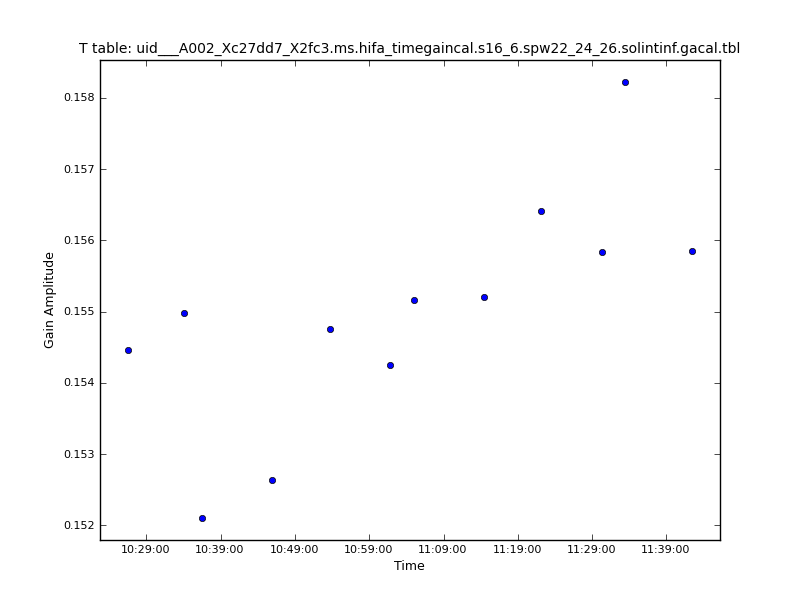 T table: uid___A002_Xc27dd7_X2fc3.ms.hifa_timegaincal.s16_6.spw22_24_26.solintinf.gacal.tbl
0.158
0.157
0.156
0.155
0.154
0.153
0.152
Gain Amplitude
10:29:00 10:39:00 10:49:00 10:59:00 11:09:00 11:19:00 11:29:00 11:39:00
Time